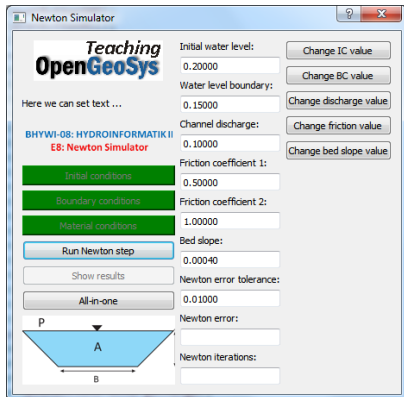 Newton Simulator
Teaching
OpenGeoSys
Here we can set text ...
BHYWI-08: HYDROINFORMATIK II
E8: Newton Simulator
Initial conditions
Boundary conditions
Material conditions
Run Newton step
Show results
All-in-one
P
A
B
Initial water level:
0.20000
Water level boundary:
0.15000
Channel discharge:
0.10000
Friction coefficient 1:
0.50000
Friction coefficient 2:
1.00000
Bed slope:
0.00040
Newton error tolerance:
0.01000
Newton error:
Newton iterations:
Change IC value
Change BC value
Change discharge value
Change friction value
Change bed slope value